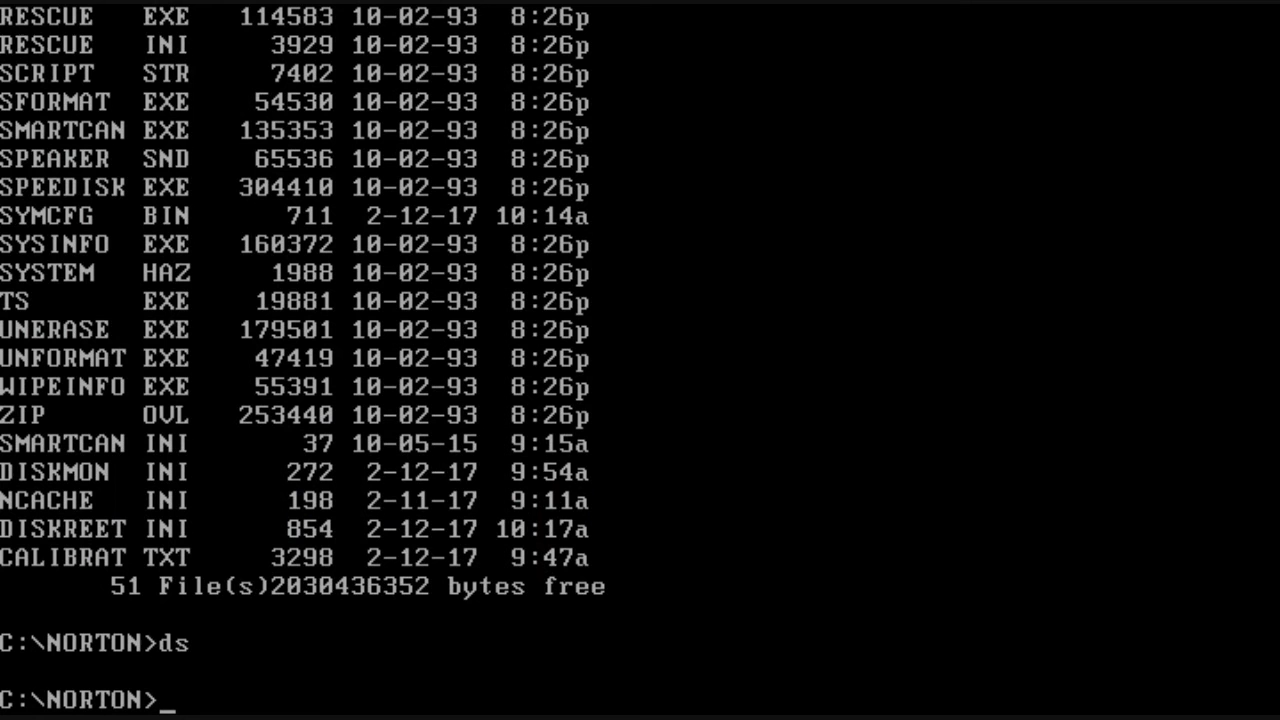 RESCUE   EXE   114583 10-02-93  8:26p
RESCUE   INI     3929 10-02-93  8:26p
SCRIPT   STR     7402 10-02-93  8:26p
SFORMAT  EXE    54530 10-02-93  8:26p
SMARTCAN EXE   135353 10-02-93  8:26p
SPEAKER  SND    65536 10-02-93  8:26p
SPEEDISK EXE   304410 10-02-93  8:26p
SYMCFG   BIN      711  2-12-17 10:14a
SYSINFO  EXE   160372 10-02-93  8:26p
SYSTEM   HAZ     1988 10-02-93  8:26p
TS       EXE    19881 10-02-93  8:26p
UNERASE  EXE   179501 10-02-93  8:26p
UNFORMAT EXE    47419 10-02-93  8:26p
WIPEINFO EXE    55391 10-02-93  8:26p
ZIP      OVL   253440 10-02-93  8:26p
SMARTCAN INI       37 10-05-15  9:15a
DISKMON  INI      272  2-12-17  9:54a
NCACHE   INI      198  2-11-17  9:11a
DISKREET INI      854  2-12-17 10:17a
CALIBRAT TXT     3298  2-12-17  9:47a
51 File(s)2030436352 bytes free
C:\NORTON>ds
C:\NORTON>_